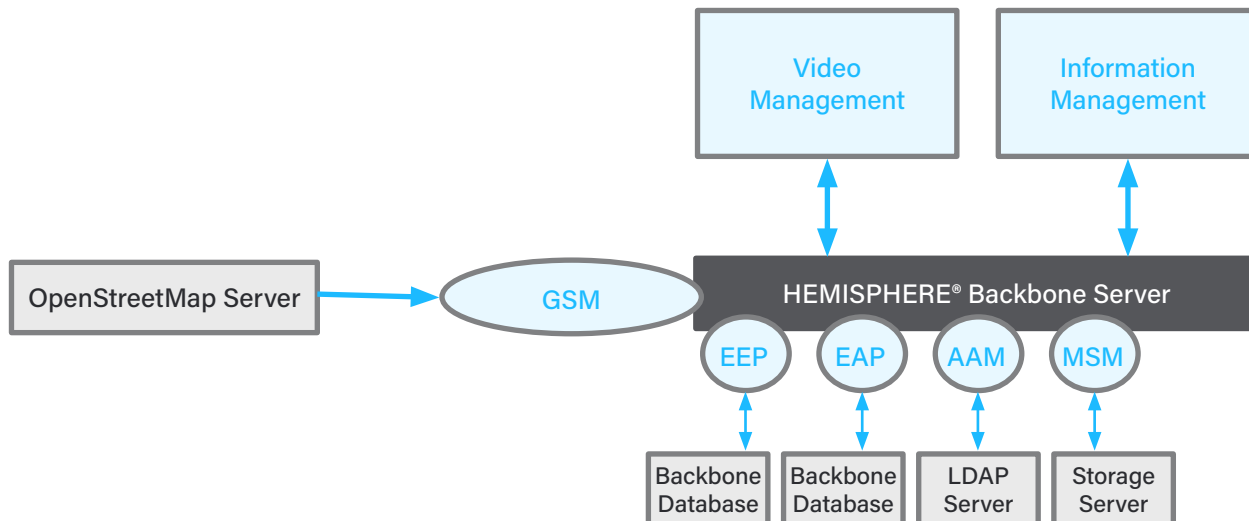 Video
Management
Information
Management
OpenStreetMap Server
GSM
HEMISPHERE® Backbone Server
EEP
EAP
AAM
MSM
Backbone
Database
Backbone
Database
LDAP
Server
Storage
Server